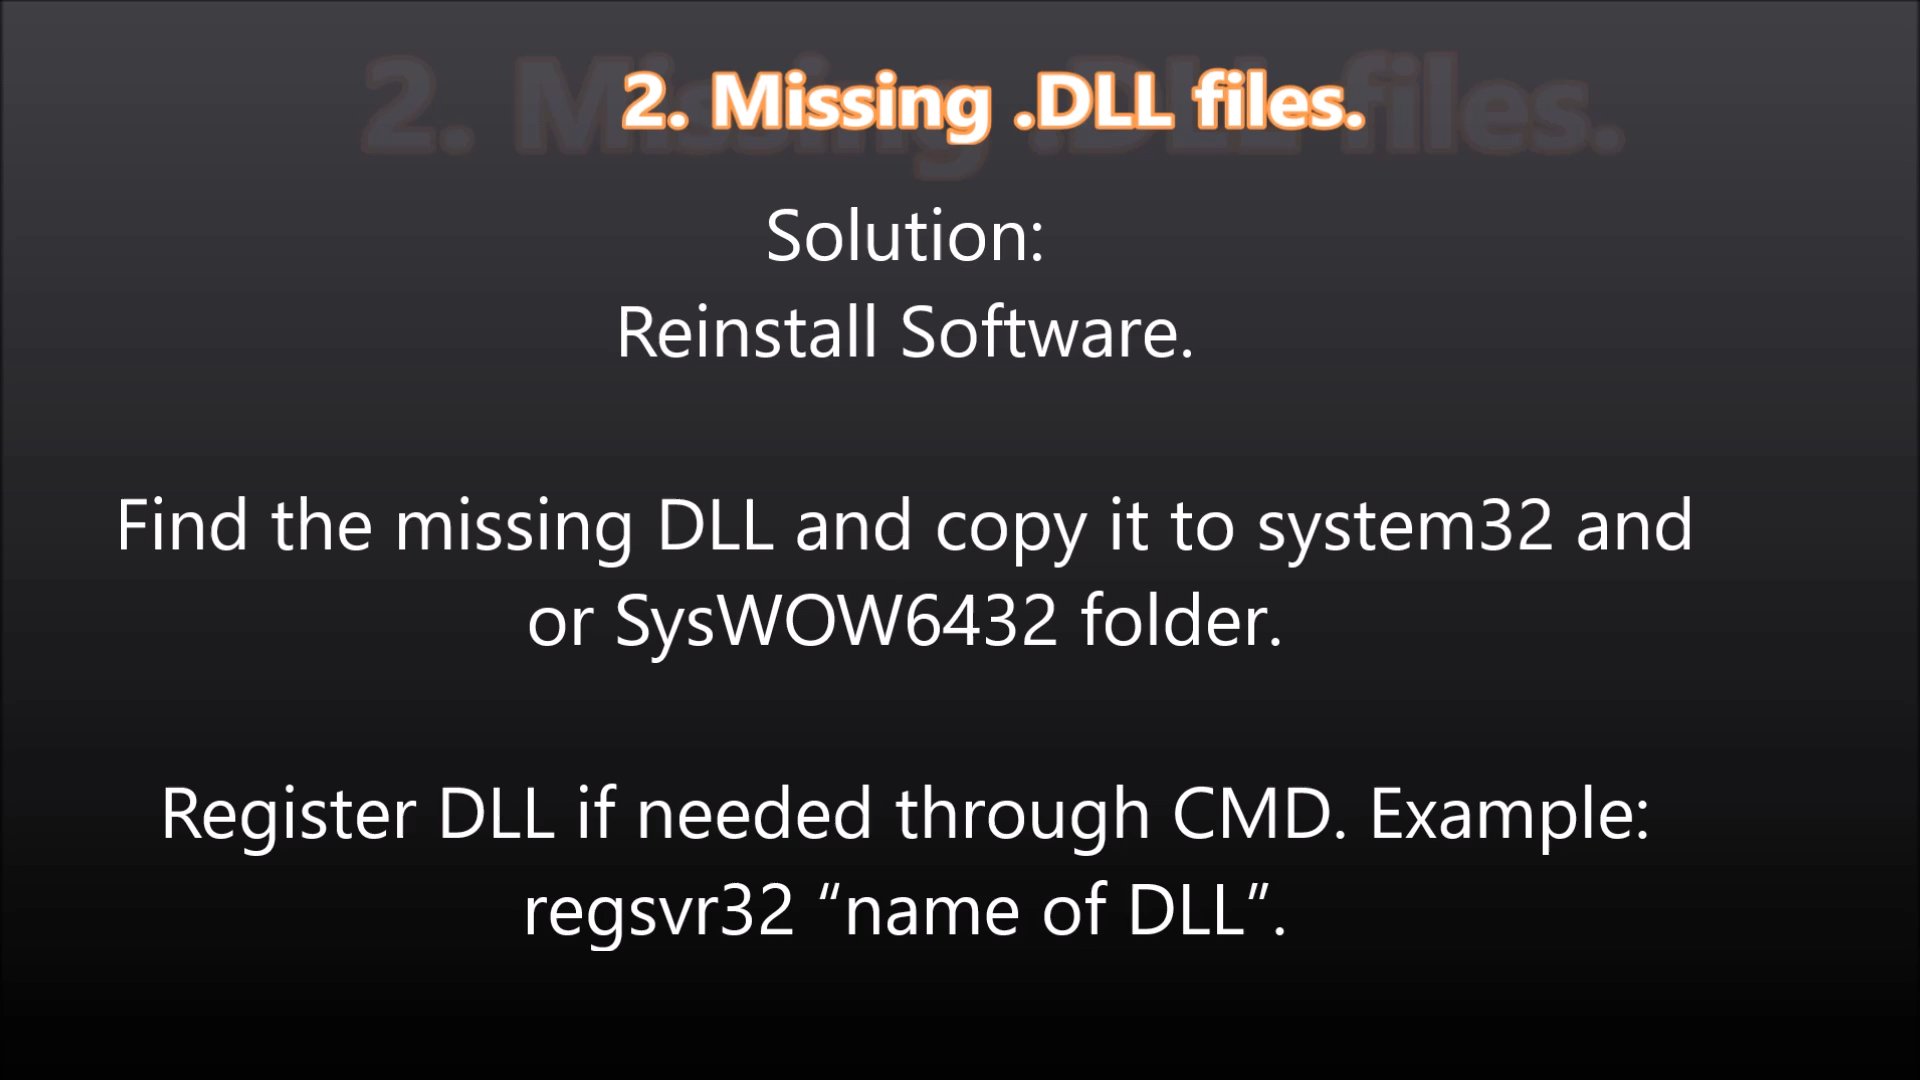 2. Missing .DLL files.
Solution:
Reinstall Software.
Find the missing DLL and copy it to system32 and
or SysWOW6432 folder.
Register DLL if needed through CMD. Example:
regsvr32 “name of DLL”.